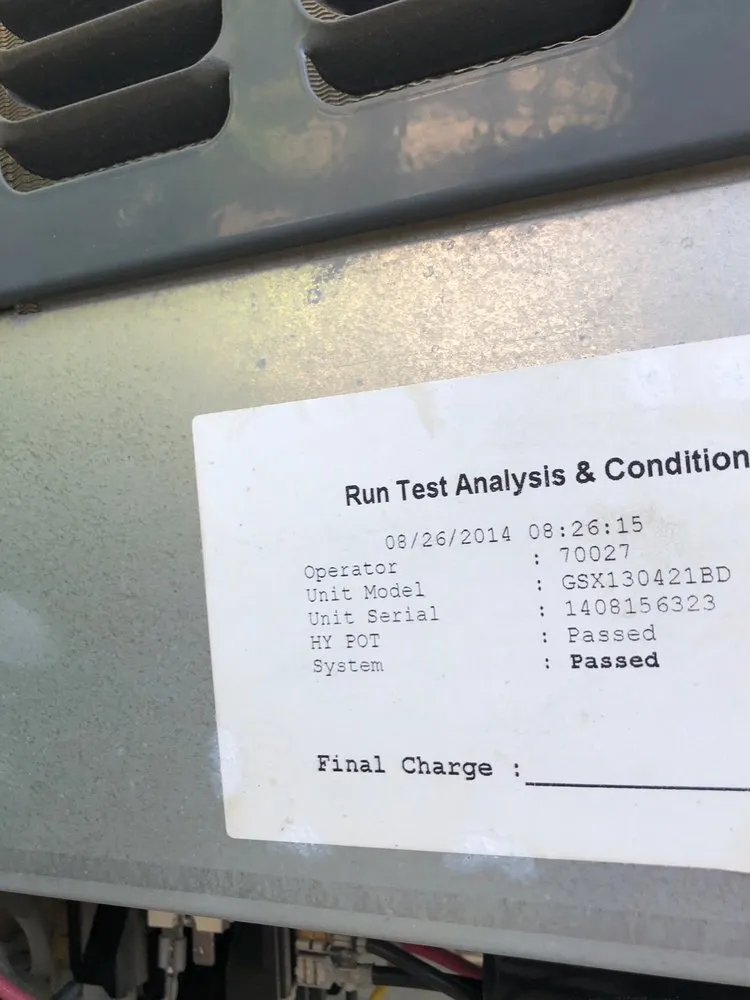 Run Test Analysis & Condition
08/26/2014 08:26:15
Operator : 70027
Unit Model : GSX130421BD
Unit Serial : 1408156323
HY POT : Passed
System : Passed
Final Charge :